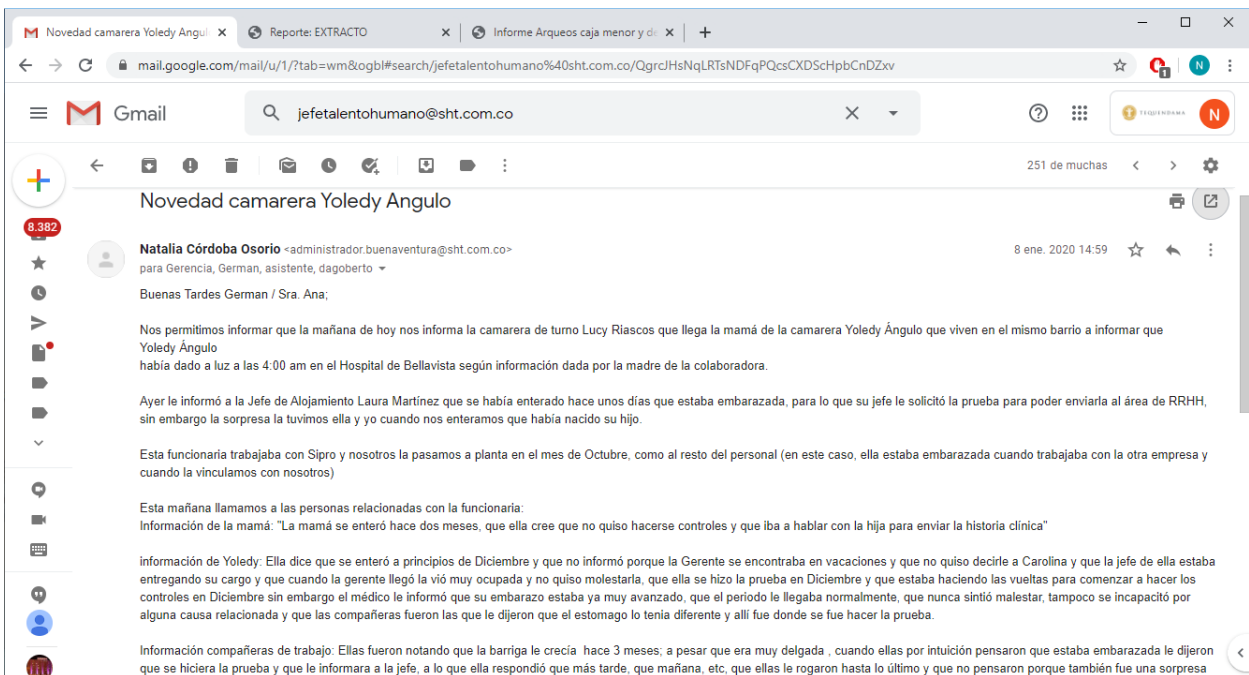 Novedad camarera Yoledy Angul
Reporte: EXTRACTO
Informe Arqueos caja menor y de
mail.google.com/mail/u/1/?tab=wm&ogbl#search/jefetalentohumano%40sht.com.co/QgrcJHsNqLRTsNDFqPQcsCXDScHpbCnDZxv
1
N
Gmail
jefetalentohumano@sht.com.co
TEQUENDAMA
N
251 de muchas
Novedad camarera Yoledy Angulo
8.382
Natalia Córdoba Osorio <administrador.buenaventura@sht.com.co>
8 ene. 2020 14:59
para Gerencia, German, asistente, dagoberto
Buenas Tardes German / Sra. Ana;
Nos permitimos informar que la mañana de hoy nos informa la camarera de turno Lucy Riascos que llega la mamá de la camarera Yoledy Ángulo que viven en el mismo barrio a informar que
Yoledy Ángulo
había dado a luz a las 4:00 am en el Hospital de Bellavista según información dada por la madre de la colaboradora.
Ayer le informó a la Jefe de Alojamiento Laura Martínez que se había enterado hace unos días que estaba embarazada, para lo que su jefe le solicitó la prueba para poder enviarla al área de RRHH,
sin embargo la sorpresa la tuvimos ella y yo cuando nos enteramos que había nacido su hijo.
Esta funcionaria trabajaba con Sipro y nosotros la pasamos a planta en el mes de Octubre, como al resto del personal (en este caso, ella estaba embarazada cuando trabajaba con la otra empresa y
cuando la vinculamos con nosotros)
Esta mañana llamamos a las personas relacionadas con la funcionaria:
Información de la mamá: "La mamá se enteró hace dos meses, que ella cree que no quiso hacerse controles y que iba a hablar con la hija para enviar la historia clínica"
información de Yoledy: Ella dice que se enteró a principios de Diciembre y que no informó porque la Gerente se encontraba en vacaciones y que no quiso decirle a Carolina y que la jefe de ella estaba
entregando su cargo y que cuando la gerente llegó la vió muy ocupada y no quiso molestarla, que ella se hizo la prueba en Diciembre y que estaba haciendo las vueltas para comenzar a hacer los
controles en Diciembre sin embargo el médico le informó que su embarazo estaba ya muy avanzado, que el periodo le llegaba normalmente, que nunca sintió malestar, tampoco se incapacitó por
alguna causa relacionada y que las compañeras fueron las que le dijeron que el estomago lo tenía diferente y allí fue donde se fue hacer la prueba.
Información compañeras de trabajo: Ellas fueron notando que la barriga le crecía hace 3 meses; a pesar que era muy delgada , cuando ellas por intuición pensaron que estaba embarazada le dijeron
que se hiciera la prueba y que le informara a la jefe, a lo que ella respondió que más tarde, que mañana, etc, que ellas le rogaron hasta lo último y que no pensaron porque también fue una sorpresa